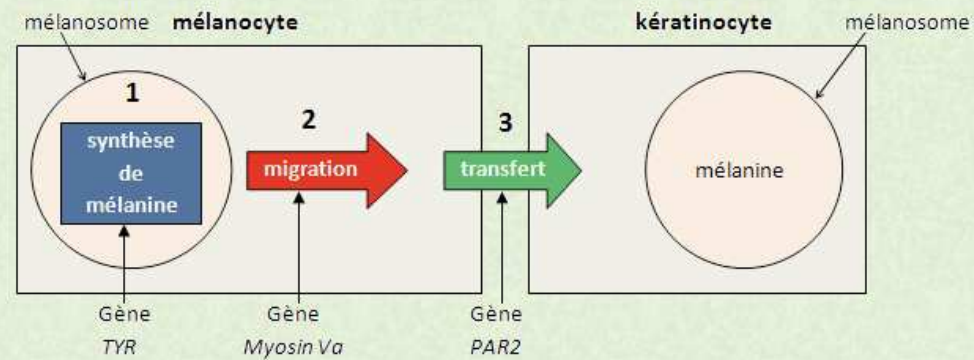 mélanosome mélanocyte kératinocyte mélanosome
1
synthèse
de
mélanine
2
migration
3
transfert
mélanine
Gène
TYR
Gène
Myosin Va
Gène
PAR2